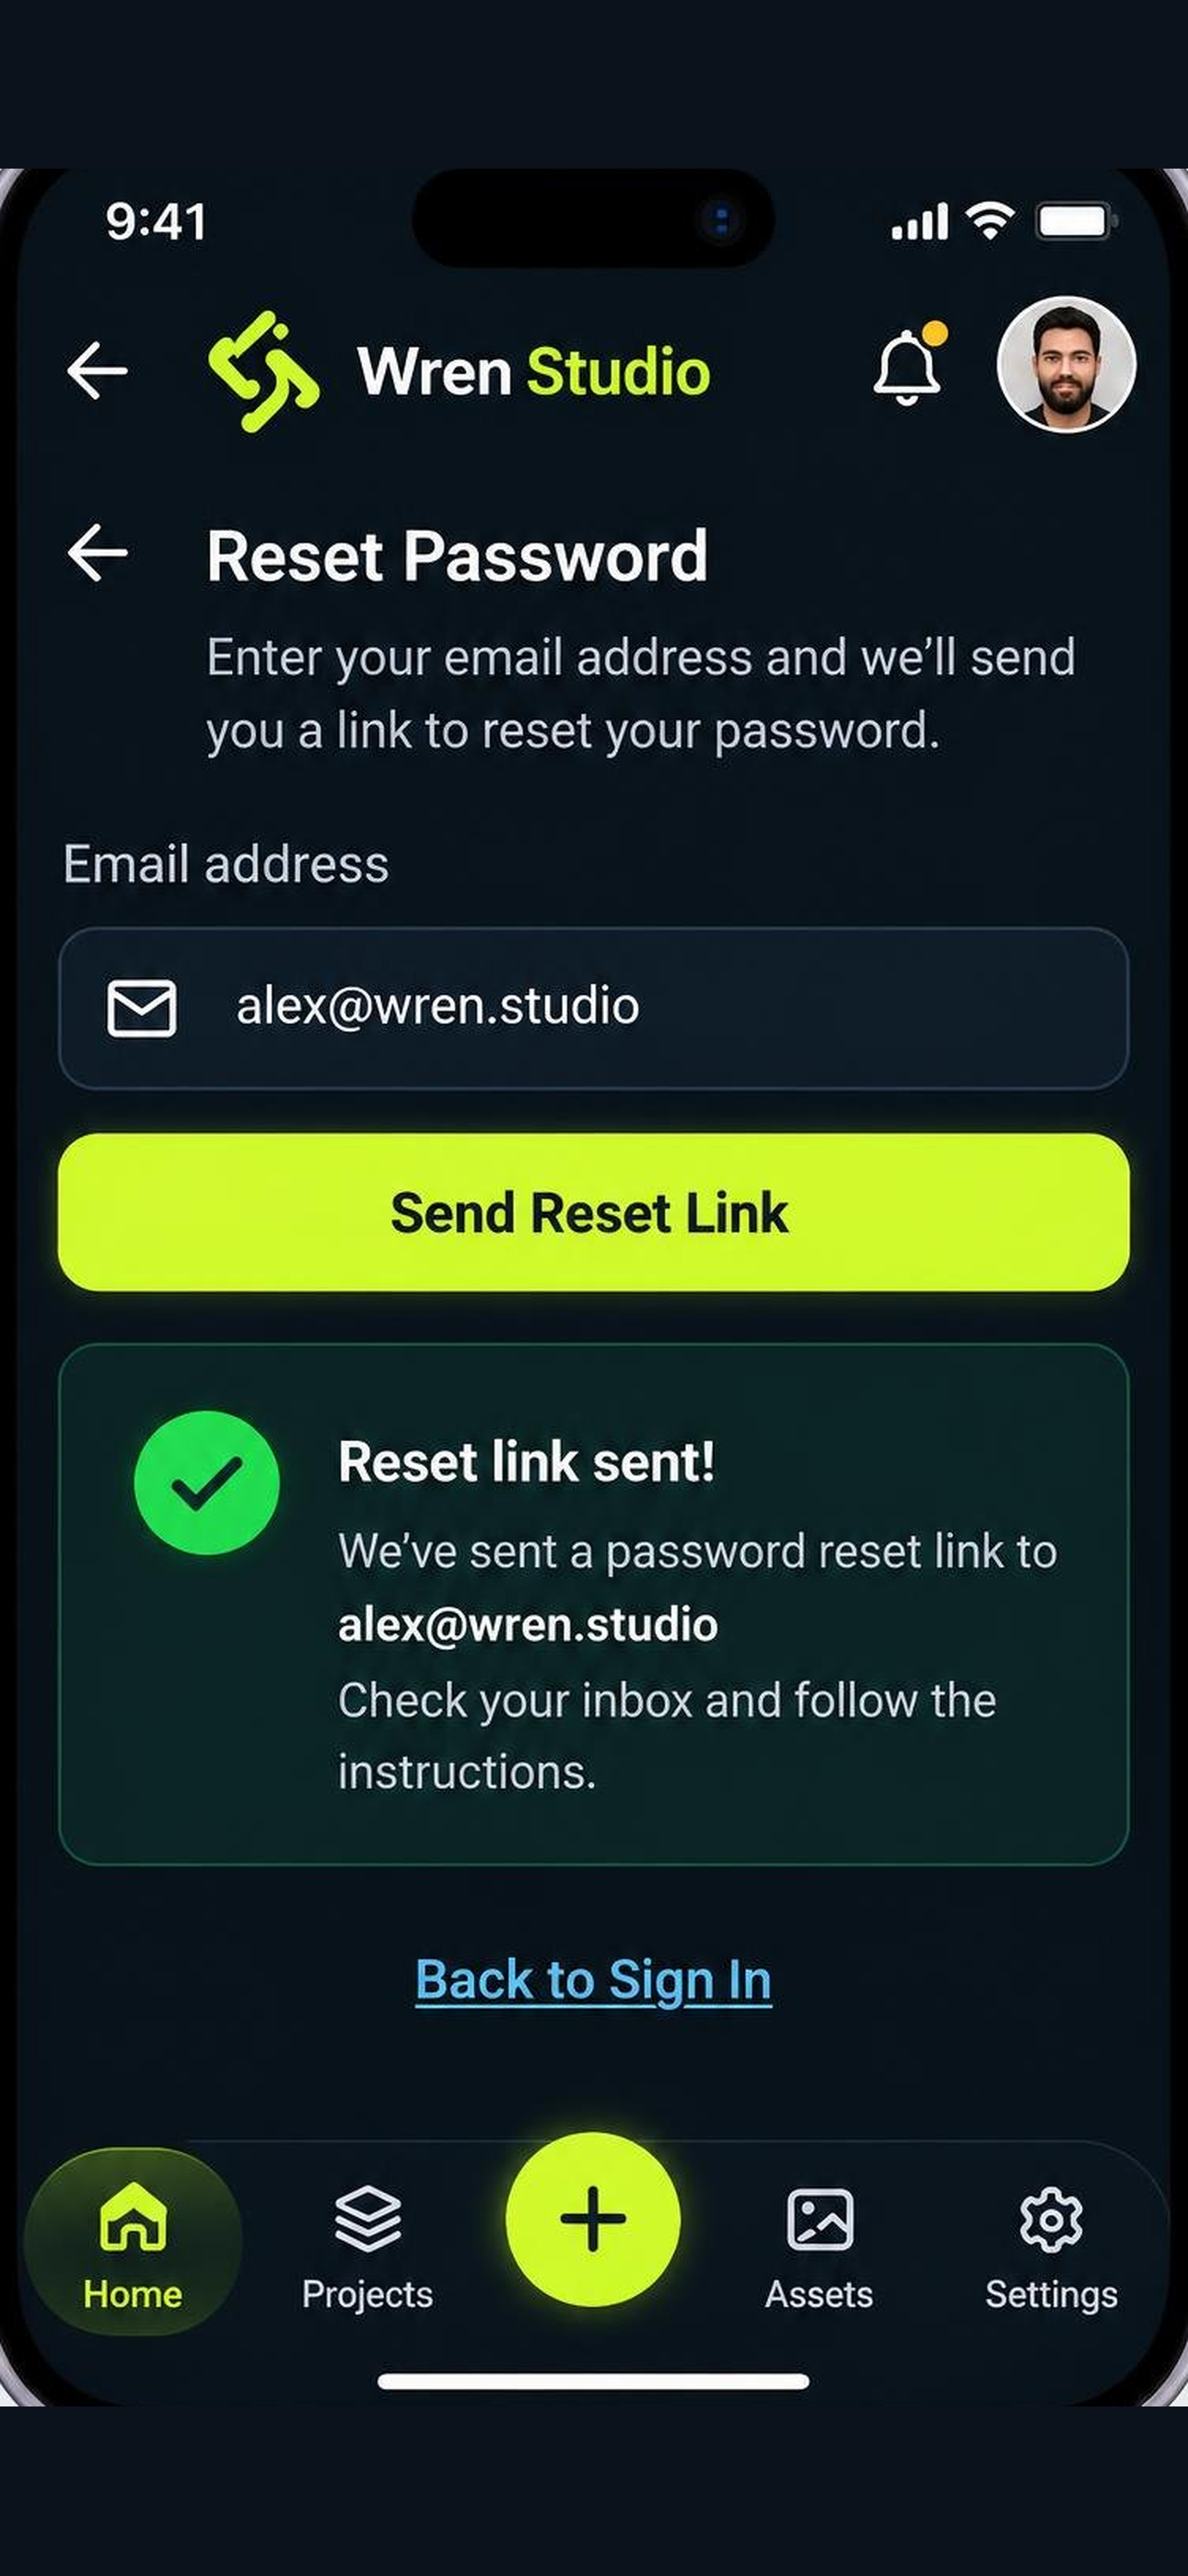 9:41
Wren Studio
Reset Password
Enter your email address and we’ll send
you a link to reset your password.
Email address
alex@wren.studio
Send Reset Link
Reset link sent!
We’ve sent a password reset link to
alex@wren.studio
Check your inbox and follow the
instructions.
Back to Sign In
Home
Projects
Assets
Settings